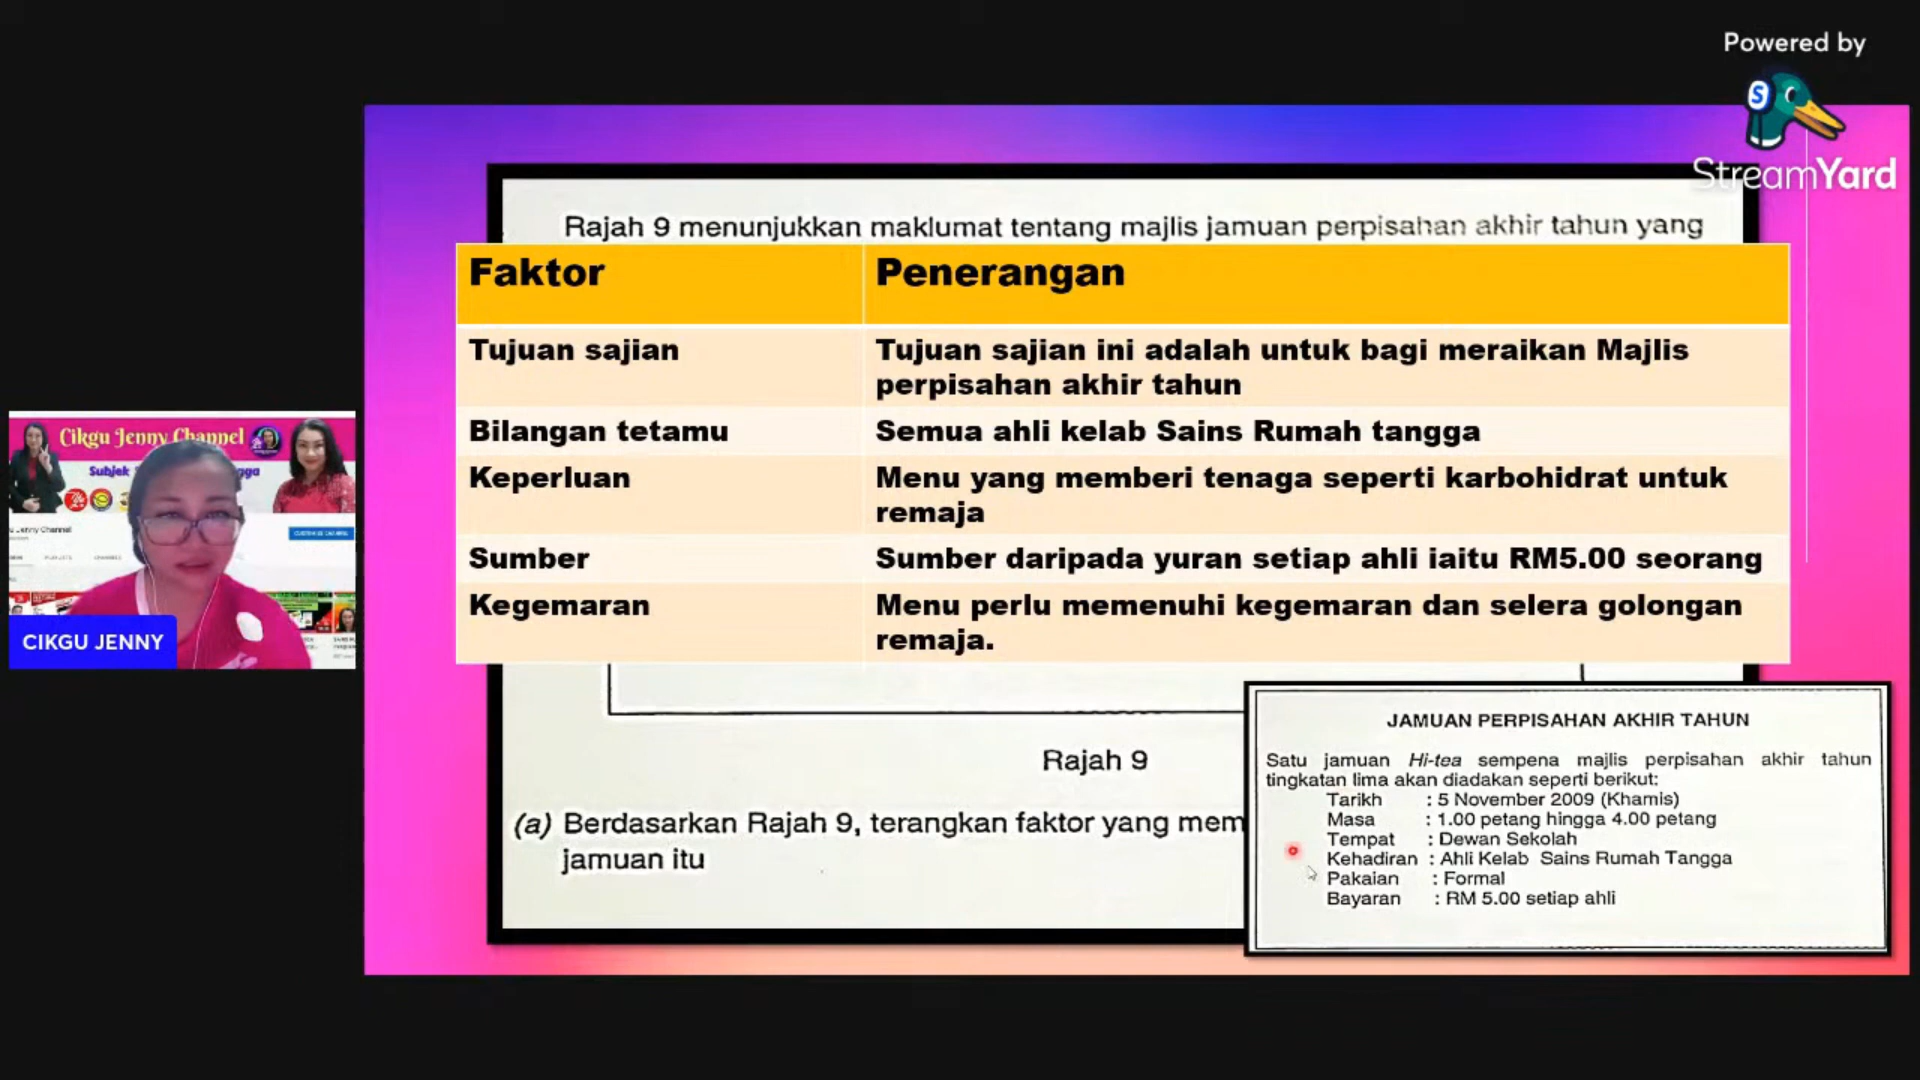 Powered by
StreamYard
Rajah 9 menunjukkan maklumat tentang majlis jamuan perpisahan akhir tahun yang
Faktor
Penerangan
Tujuan sajian
Tujuan sajian ini adalah untuk bagi meraikan Majlis
perpisahan akhir tahun
Bilangan tetamu
Semua ahli kelab Sains Rumah tangga
Keperluan
Menu yang memberi tenaga seperti karbohidrat untuk
remaja
Sumber
Sumber daripada yuran setiap ahli iaitu RM5.00 seorang
Kegemaran
Menu perlu memenuhi kegemaran dan selera golongan
remaja.
Rajah 9
(a) Berdasarkan Rajah 9, terangkan faktor yang mem
jamuan itu
JAMUAN PERPISAHAN AKHIR TAHUN
Satu jamuan Hi-tea sempena majlis perpisahan akhir tahun
tingkatan lima akan diadakan seperti berikut:
Tarikh : 5 November 2009 (Khamis)
Masa : 1.00 petang hingga 4.00 petang
Tempat : Dewan Sekolah
Kehadiran : Ahli Kelab Sains Rumah Tangga
Pakaian : Formal
Bayaran : RM 5.00 setiap ahli
Cikgu Jenny Channel
Subjek
CIKGU JENNY